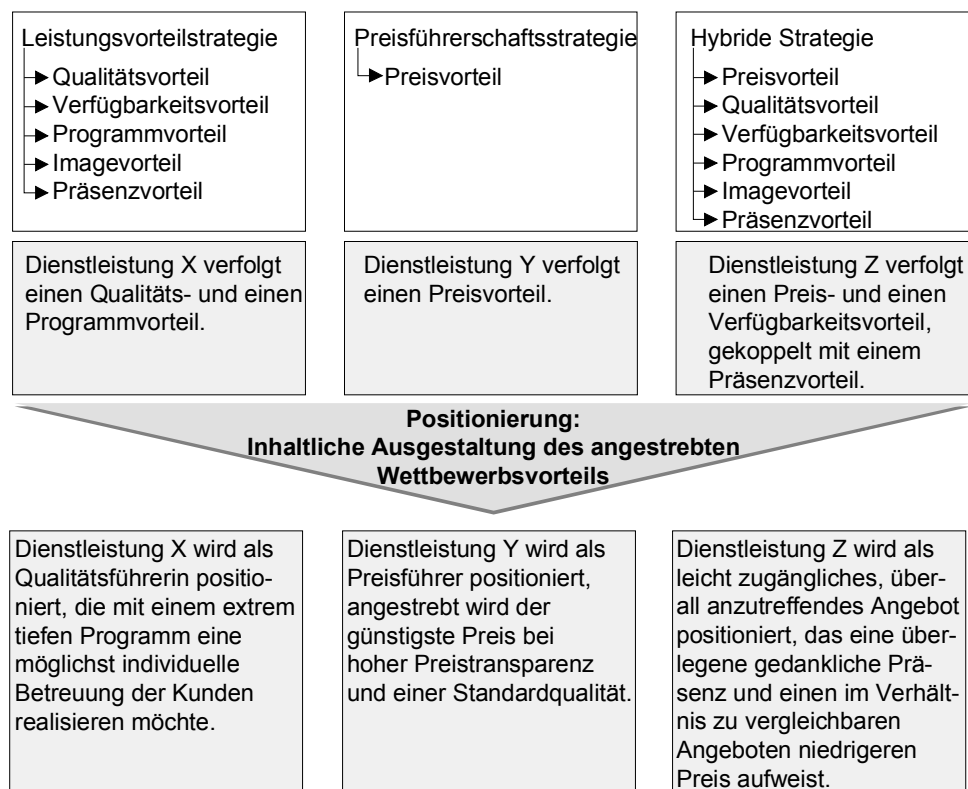 Leistungsvorteilstrategie
Qualitätsvorteil
Verfügbarkeitsvorteil
Programmvorteil
Imagevorteil
Präsenzvorteil
Preisführerschaftsstrategie
Preisvorteil
Hybride Strategie
Preisvorteil
Qualitätsvorteil
Verfügbarkeitsvorteil
Programmvorteil
Imagevorteil
Präsenzvorteil
Dienstleistung X verfolgt
einen Qualitäts- und einen
Programmvorteil.
Dienstleistung Y verfolgt
einen Preisvorteil.
Dienstleistung Z verfolgt
einen Preis- und einen
Verfügbarkeitsvorteil,
gekoppelt mit einem
Präsenzvorteil.
Positionierung:
Inhaltliche Ausgestaltung des angestrebten
Wettbewerbsvorteils
Dienstleistung X wird als
Qualitätsführerin positio-
niert, die mit einem extrem
tiefen Programm eine
möglichst individuelle
Betreuung der Kunden
realisieren möchte.
Dienstleistung Y wird als
Preisführer positioniert,
angestrebt wird der
günstigste Preis bei
hoher Preistransparenz
und einer Standardqualität.
Dienstleistung Z wird als
leicht zugängliches, über-
all anzutreffendes Angebot
positioniert, das eine über-
legene gedankliche Prä-
senz und einen im Verhält-
nis zu vergleichbaren
Angeboten niedrigeren
Preis aufweist.